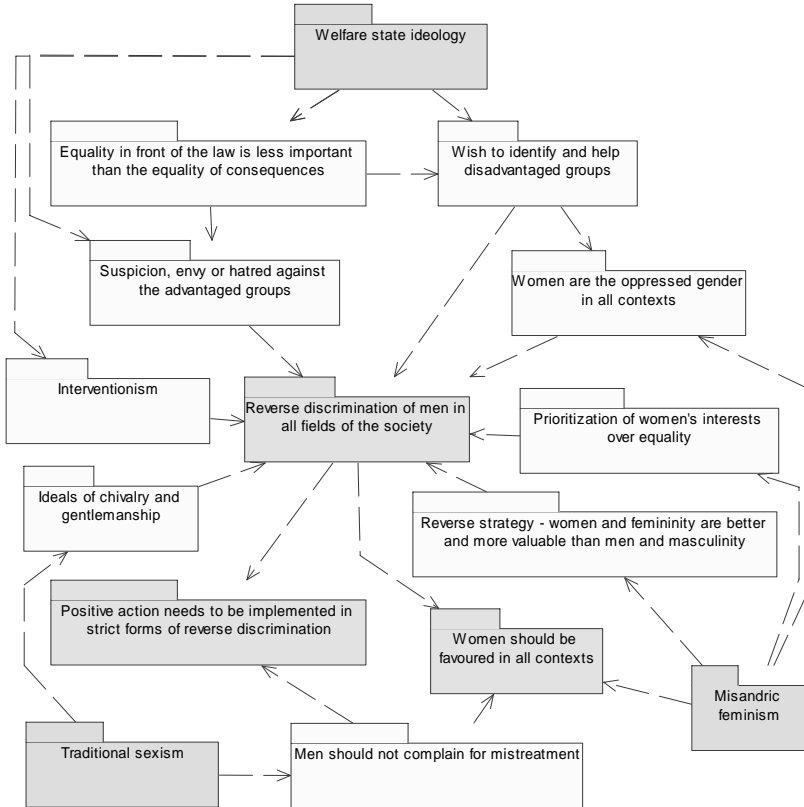 Welfare state ideology
Equality in front of the law is less important
than the equality of consequences
Wish to identify and help
disadvantaged groups
Suspicion, envy or hatred against
the advantaged groups
Women are the oppressed gender
in all contexts
Interventionism
Reverse discrimination of men in
all fields of the society
Prioritization of women's interests
over equality
Ideals of chivalry and
gentlemanship
Reverse strategy - women and femininity are better
and more valuable than men and masculinity
Positive action needs to be implemented in
strict forms of reverse discrimination
Women should be
favoured in all contexts
Misandric
feminism
Traditional sexism
Men should not complain for mistreatment